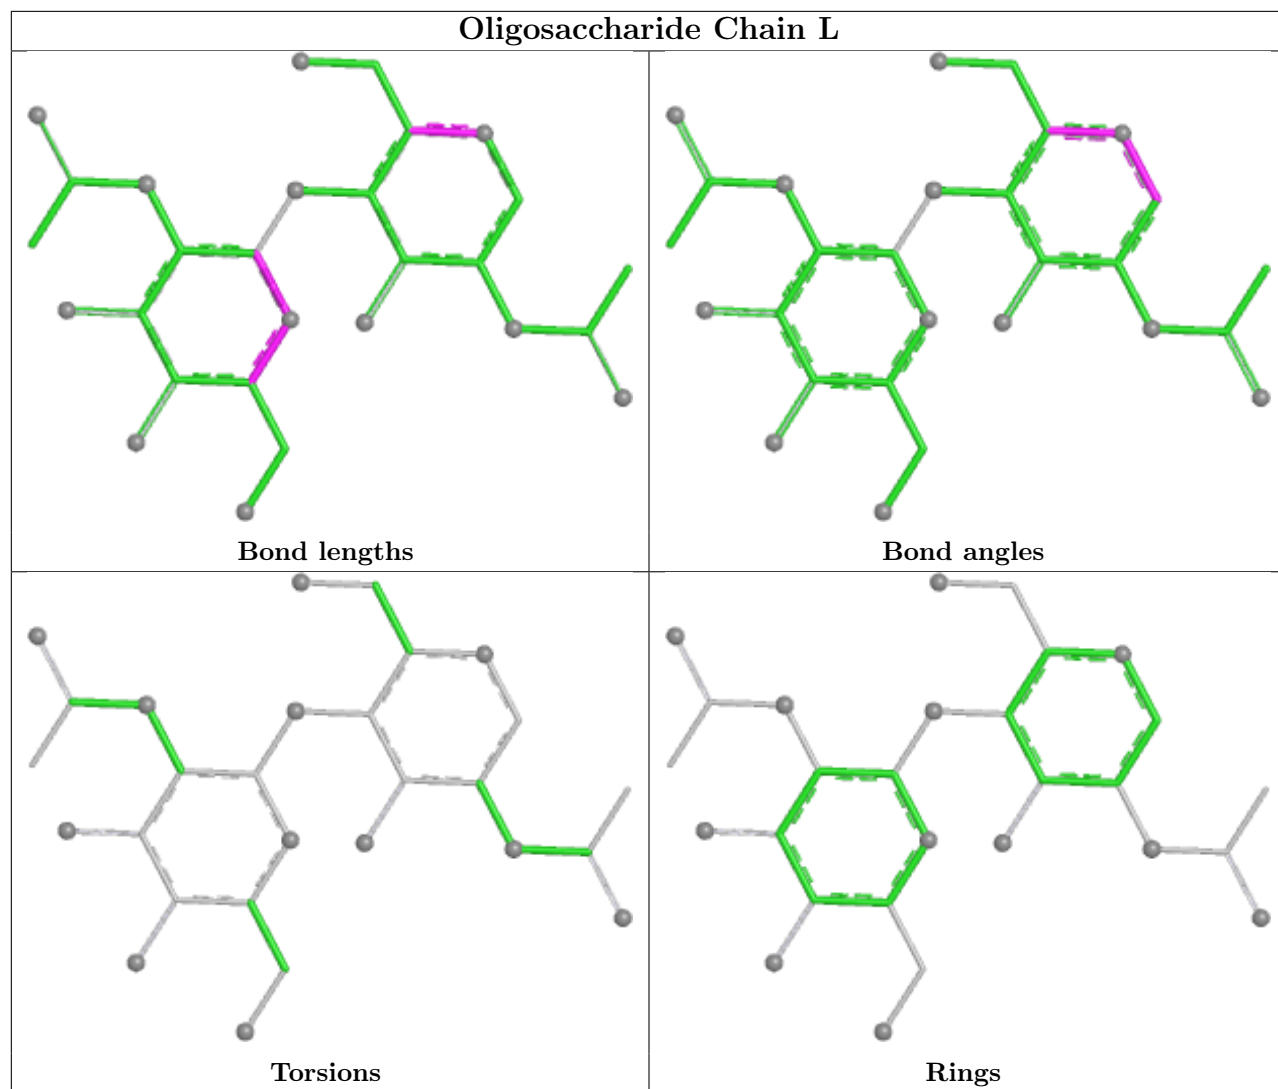 Oligosaccharide Chain L
Bond lengths
Bond angles
Torsions
Rings